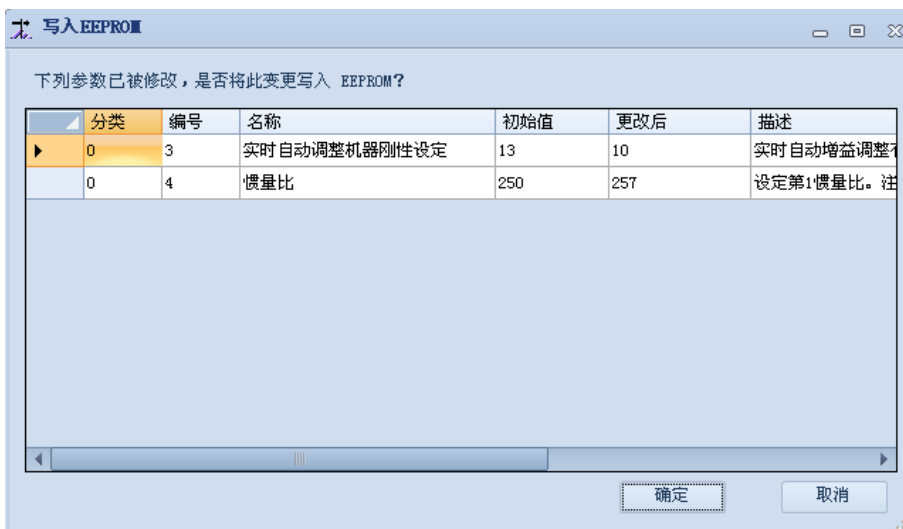 写入EEPROM
下列参数已被修改，是否将此变更写入 EEPROM?
分类 编号 名称 初始值 更改后 描述
0 3 实时自动调整机器刚性设定 13 10 实时自动增益调整
0 4 惯量比 250 257 设定第1惯量比。注
确定 取消